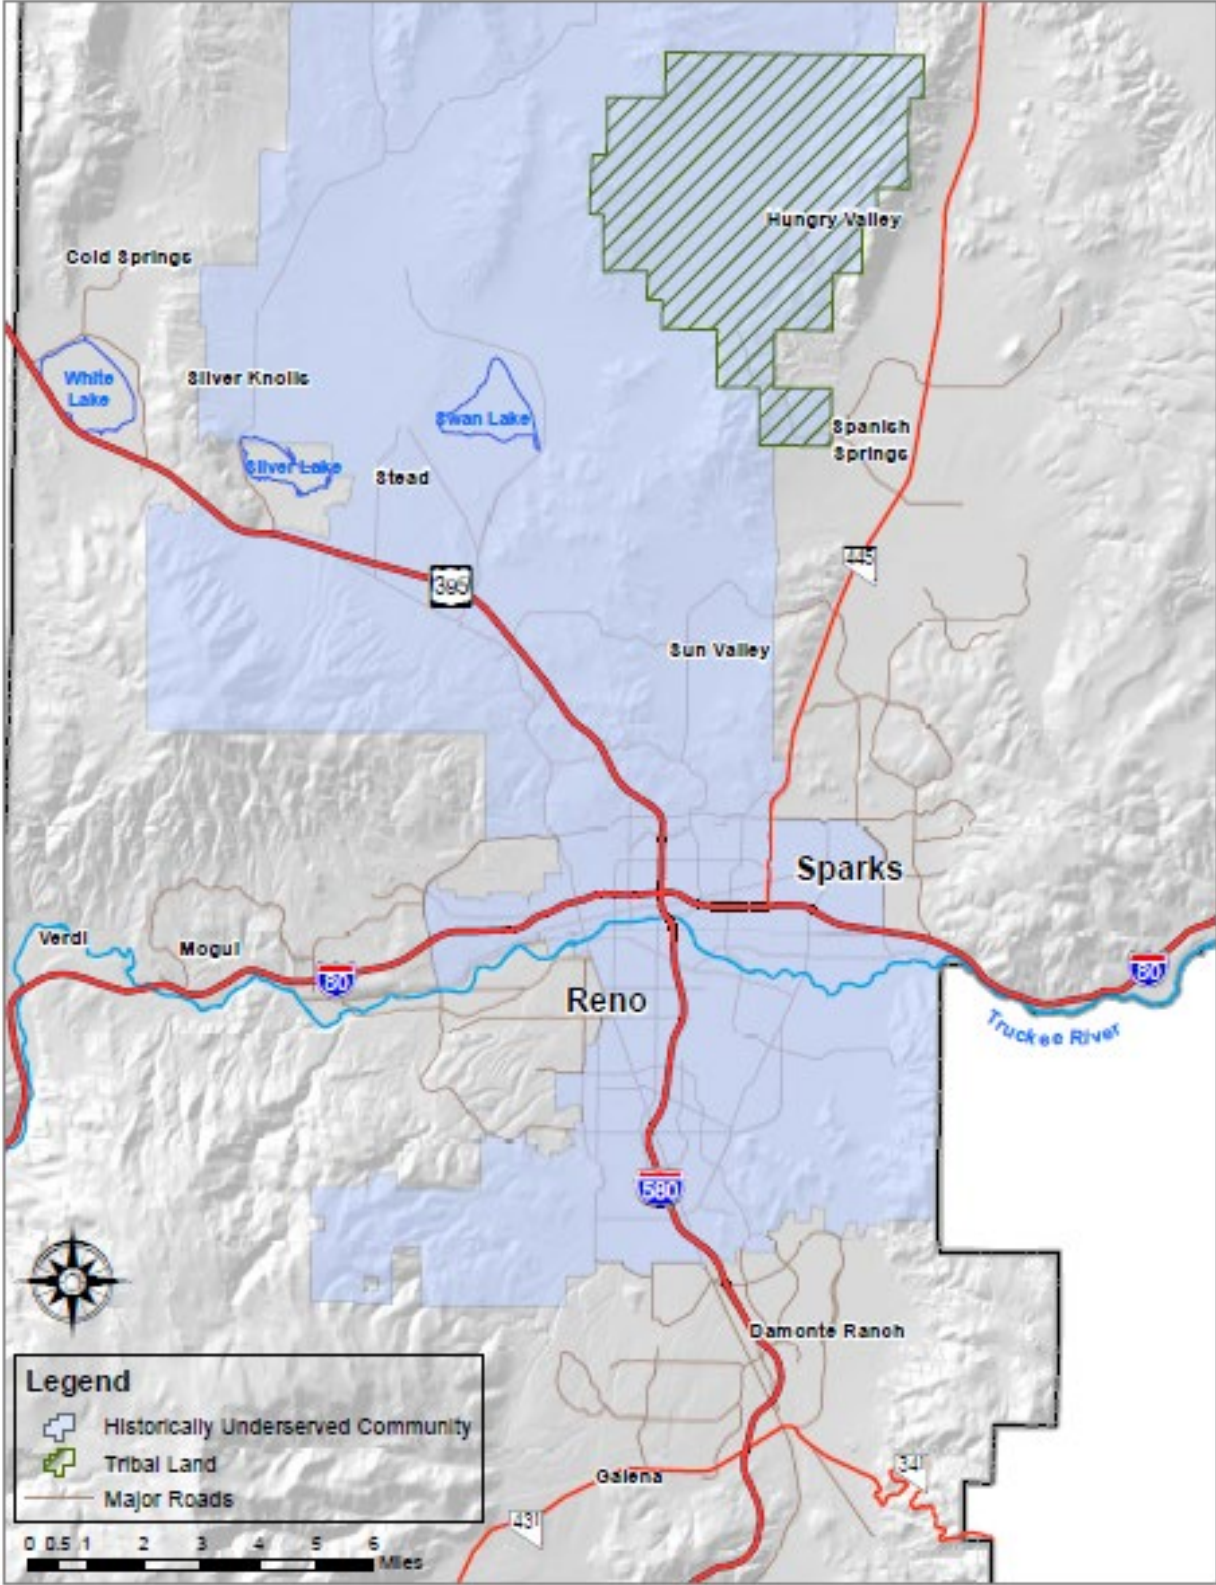 Hungry Valley
Cold Springs
White
Lake
Silver Knolls
Swan Lake
Silver Lake
Stead
Spanish
Springs
445
395
Sun Valley
Sparks
Verdi
Mogul
80
80
Reno
Truckee River
580
Damonte Ranch
Legend
Historically Underserved Community
Tribal Land
Major Roads
Galena
341
431
0 0.5 1 2 3 4 5 6
Miles